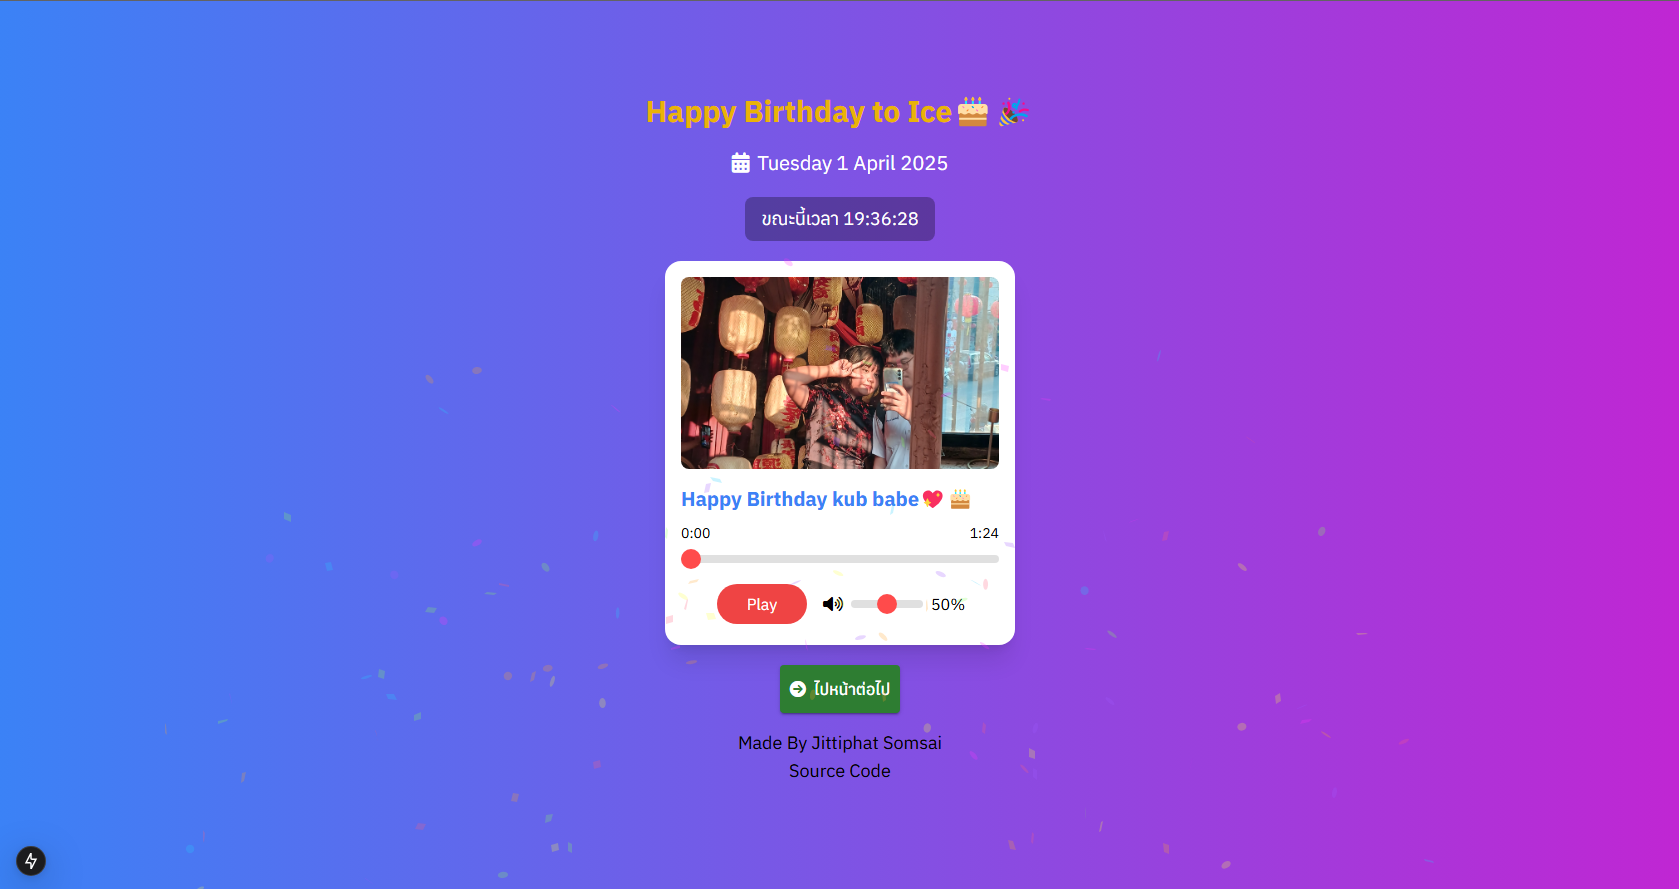 Happy Birthday to Ice 🎂 🎉
Tuesday 1 April 2025
ขณะนี้เวลา 19:36:28
Happy Birthday kub babe 💖 🎂
0:00 1:24
Play 50%
ไปหน้าต่อไป
Made By Jittiphat Somsai
Source Code